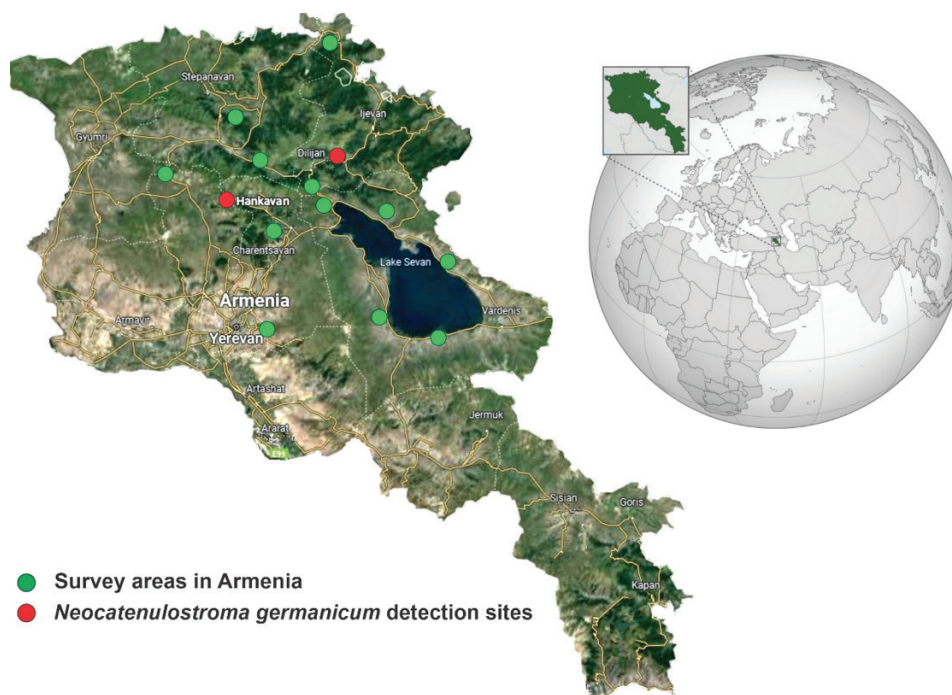 Stepanavan
Ijevan
Gyumri
Dilijan
Hankavan
Charentsavan
Lake Sevan
Armenia
Vardenis
Armavir
Yerevan
Artashat
Jermuk
Ararat
Sisian
Goris
Kapan
Survey areas in Armenia
Neocatenulostroma germanicum detection sites